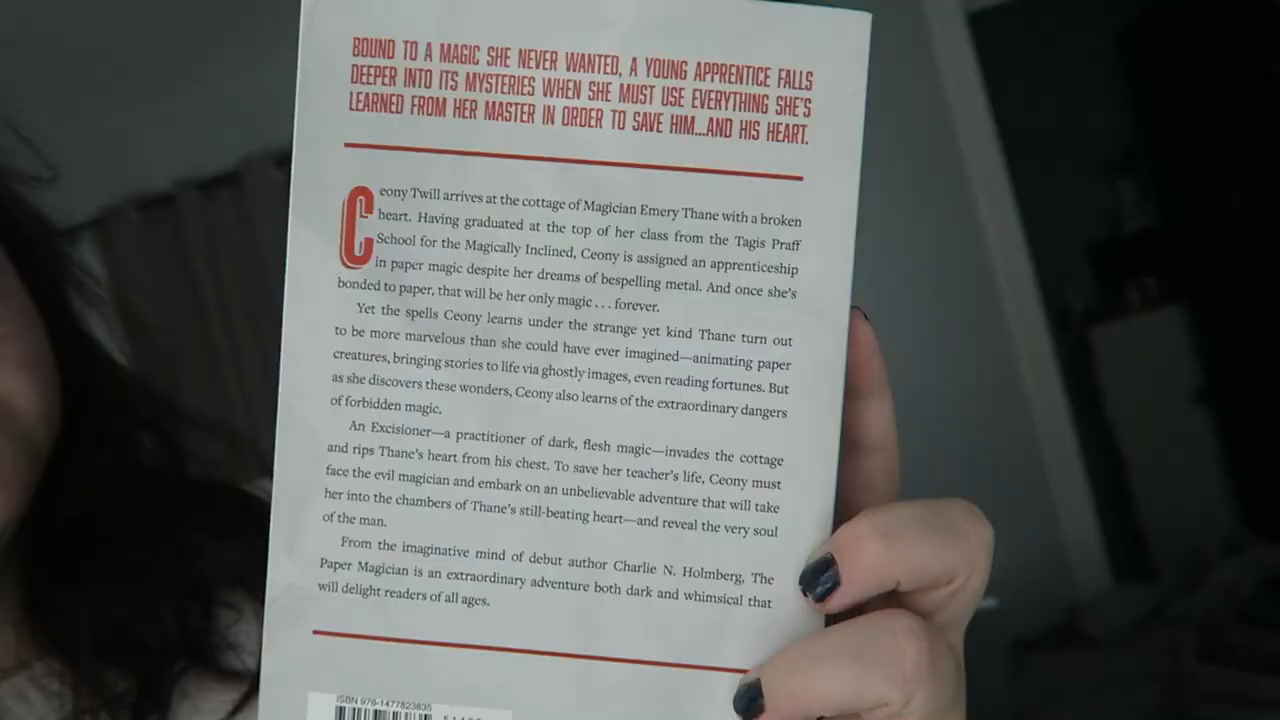 BOUND TO A MAGIC SHE NEVER WANTED, A YOUNG APPRENTICE FALLS
DEEPER INTO ITS MYSTERIES WHEN SHE MUST USE EVERYTHING SHE'S
LEARNED FROM HER MASTER IN ORDER TO SAVE HIM...AND HIS HEART.
Ceony Twill arrives at the cottage of Magician Emery Thane with a broken
heart. Having graduated at the top of her class from the Tagis Praff
School for the Magically Inclined, Ceony is assigned an apprenticeship
in paper magic despite her dreams of bespelling metal. And once she's
bonded to paper, that will be her only magic . . . forever.
Yet the spells Ceony learns under the strange yet kind Thane turn out
to be more marvelous than she could have ever imagined—animating paper
creatures, bringing stories to life via ghostly images, even reading fortunes. But
as she discovers these wonders, Ceony also learns of the extraordinary dangers
of forbidden magic.
An Excisioner—a practitioner of dark, flesh magic—invades the cottage
and rips Thane's heart from his chest. To save her teacher's life, Ceony must
face the evil magician and embark on an unbelievable adventure that will take
her into the chambers of Thane's still-beating heart—and reveal the very soul
of the man.
From the imaginative mind of debut author Charlie N. Holmberg, The
Paper Magician is an extraordinary adventure both dark and whimsical that
will delight readers of all ages.
ISBN 978-1477823835